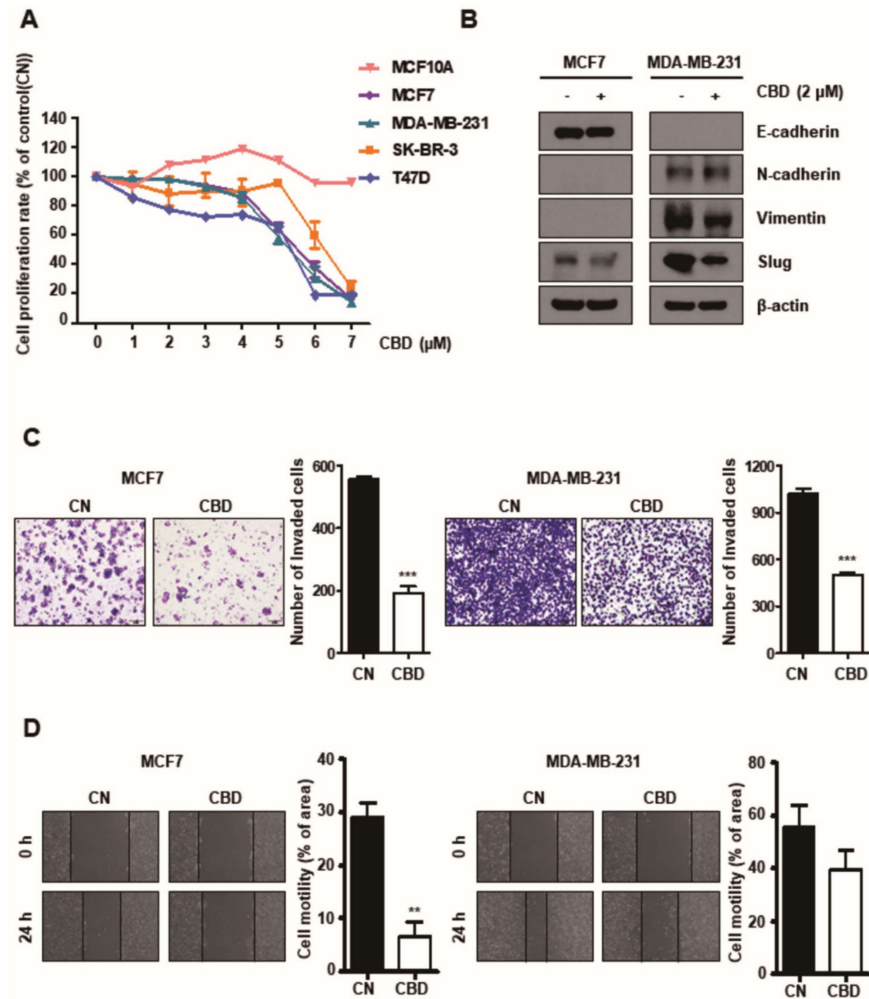 A
MCF10A
MCF7
MDA-MB-231
SK-BR-3
T47D
Cell proliferation rate (% of control(CN))
140
120
100
80
60
40
20
0
0 1 2 3 4 5 6 7 CBD (μM)
B
MCF7 MDA-MB-231
- + - + CBD (2 μM)
E-cadherin
N-cadherin
Vimentin
Slug
β-actin
C
MCF7
CN CBD
Number of Invaded cells
600
400
200
0
***
CN CBD
MDA-MB-231
CN CBD
Number of Invaded cells
1200
900
600
300
0
***
CN CBD
D
MCF7
CN CBD
0 h
24 h
Cell motility (% of area)
40
30
20
10
0
**
CN CBD
MDA-MB-231
CN CBD
0 h
24 h
Cell motility (% of area)
80
60
40
20
0
CN CBD